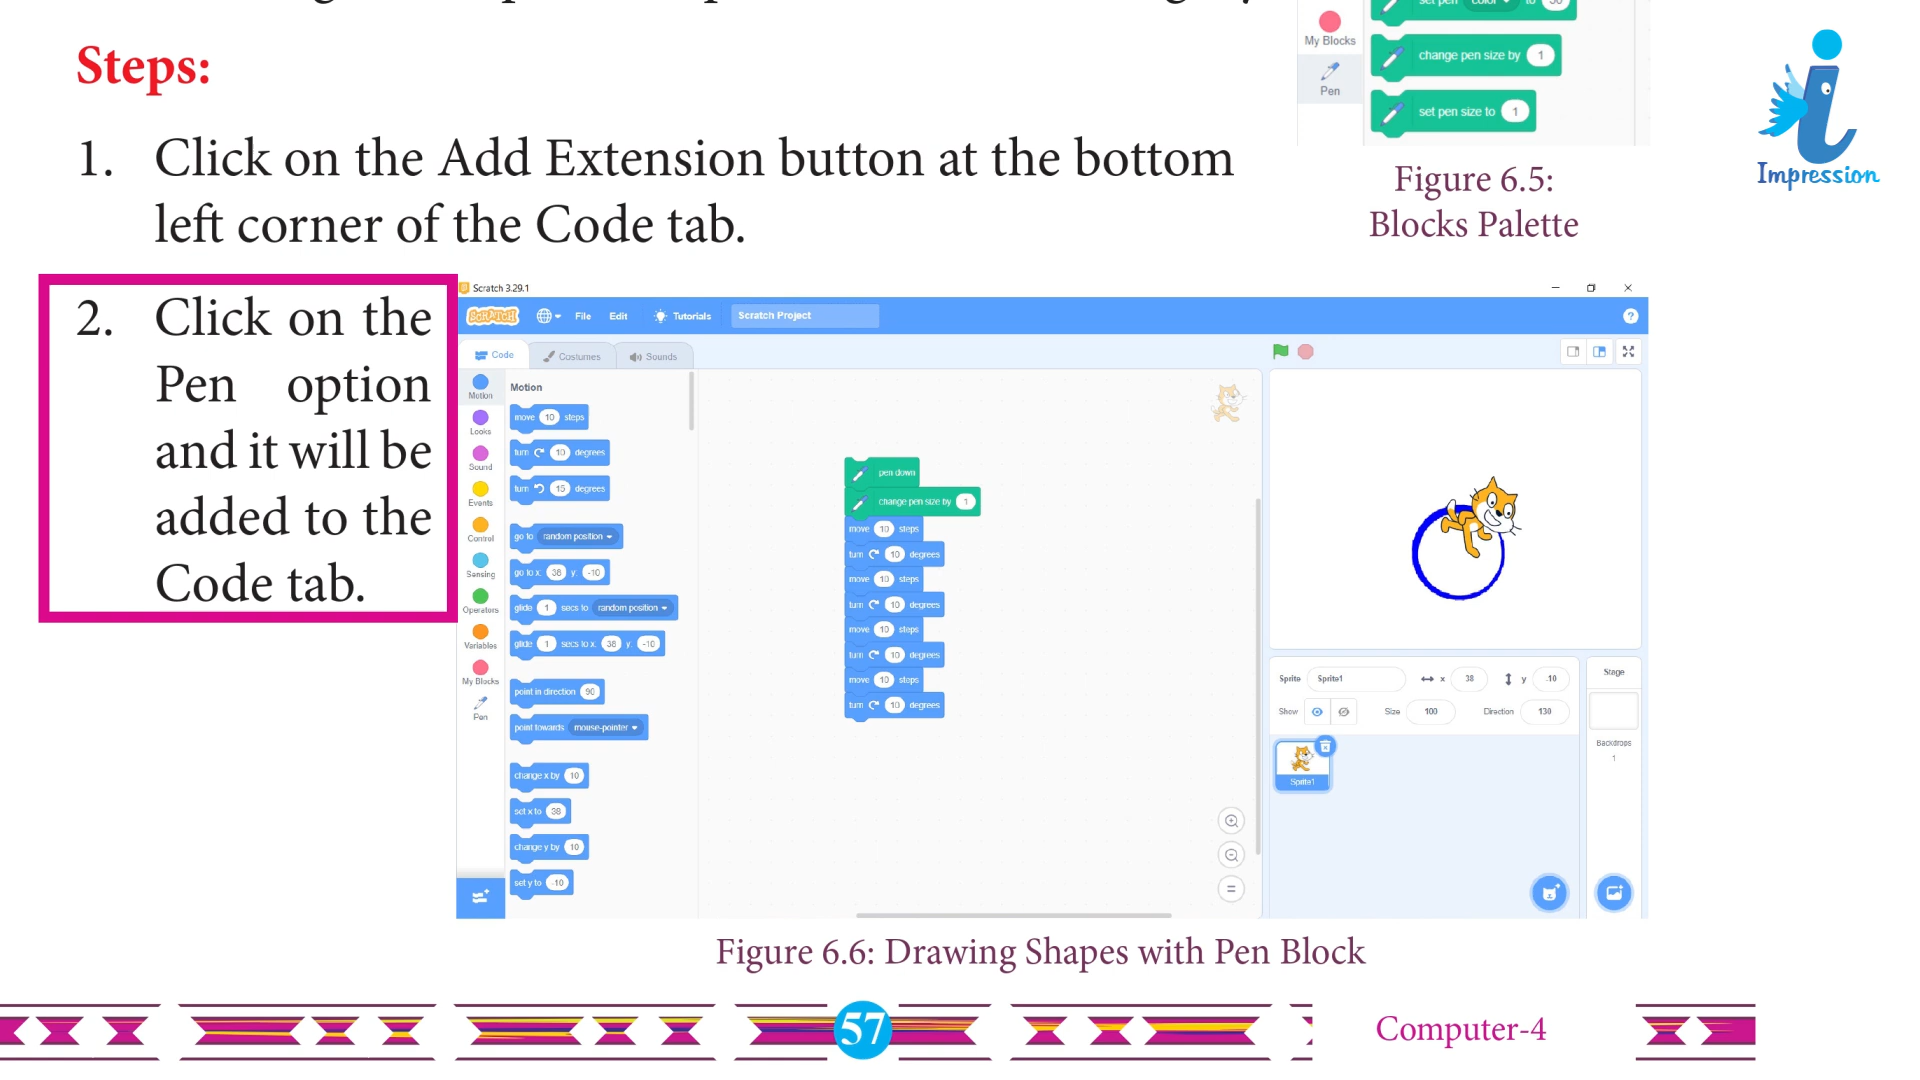 Steps:
1. Click on the Add Extension button at the bottom
left corner of the Code tab.
My Blocks
Pen
change pen size by 1
set pen size to 1
Figure 6.5:
Blocks Palette
Impression
2. Click on the
Pen option
and it will be
added to the
Code tab.
Scratch 3.29.1
SCRATCH File Edit Tutorials Scratch Project
Code Costumes Sounds
Motion
Looks
Sound
Events
Control
Sensing
Operators
Variables
My Blocks
Pen
Motion
move 10 steps
turn 10 degrees
turn 15 degrees
go to random position
go to x: 38 y: -10
glide 1 secs to random position
glide 1 secs to x: 38 y: -10
point in direction 90
point towards mouse-pointer
change x by 10
set x to 38
change y by 10
set y to -10
pen down
change pen size by 1
move 10 steps
turn 10 degrees
move 10 steps
turn 10 degrees
move 10 steps
turn 10 degrees
move 10 steps
turn 10 degrees
Sprite Sprite1 x 38 y -10
Show Size 100 Direction 130
Sprite1
Stage
Backdrops
1
Figure 6.6: Drawing Shapes with Pen Block
57
Computer-4